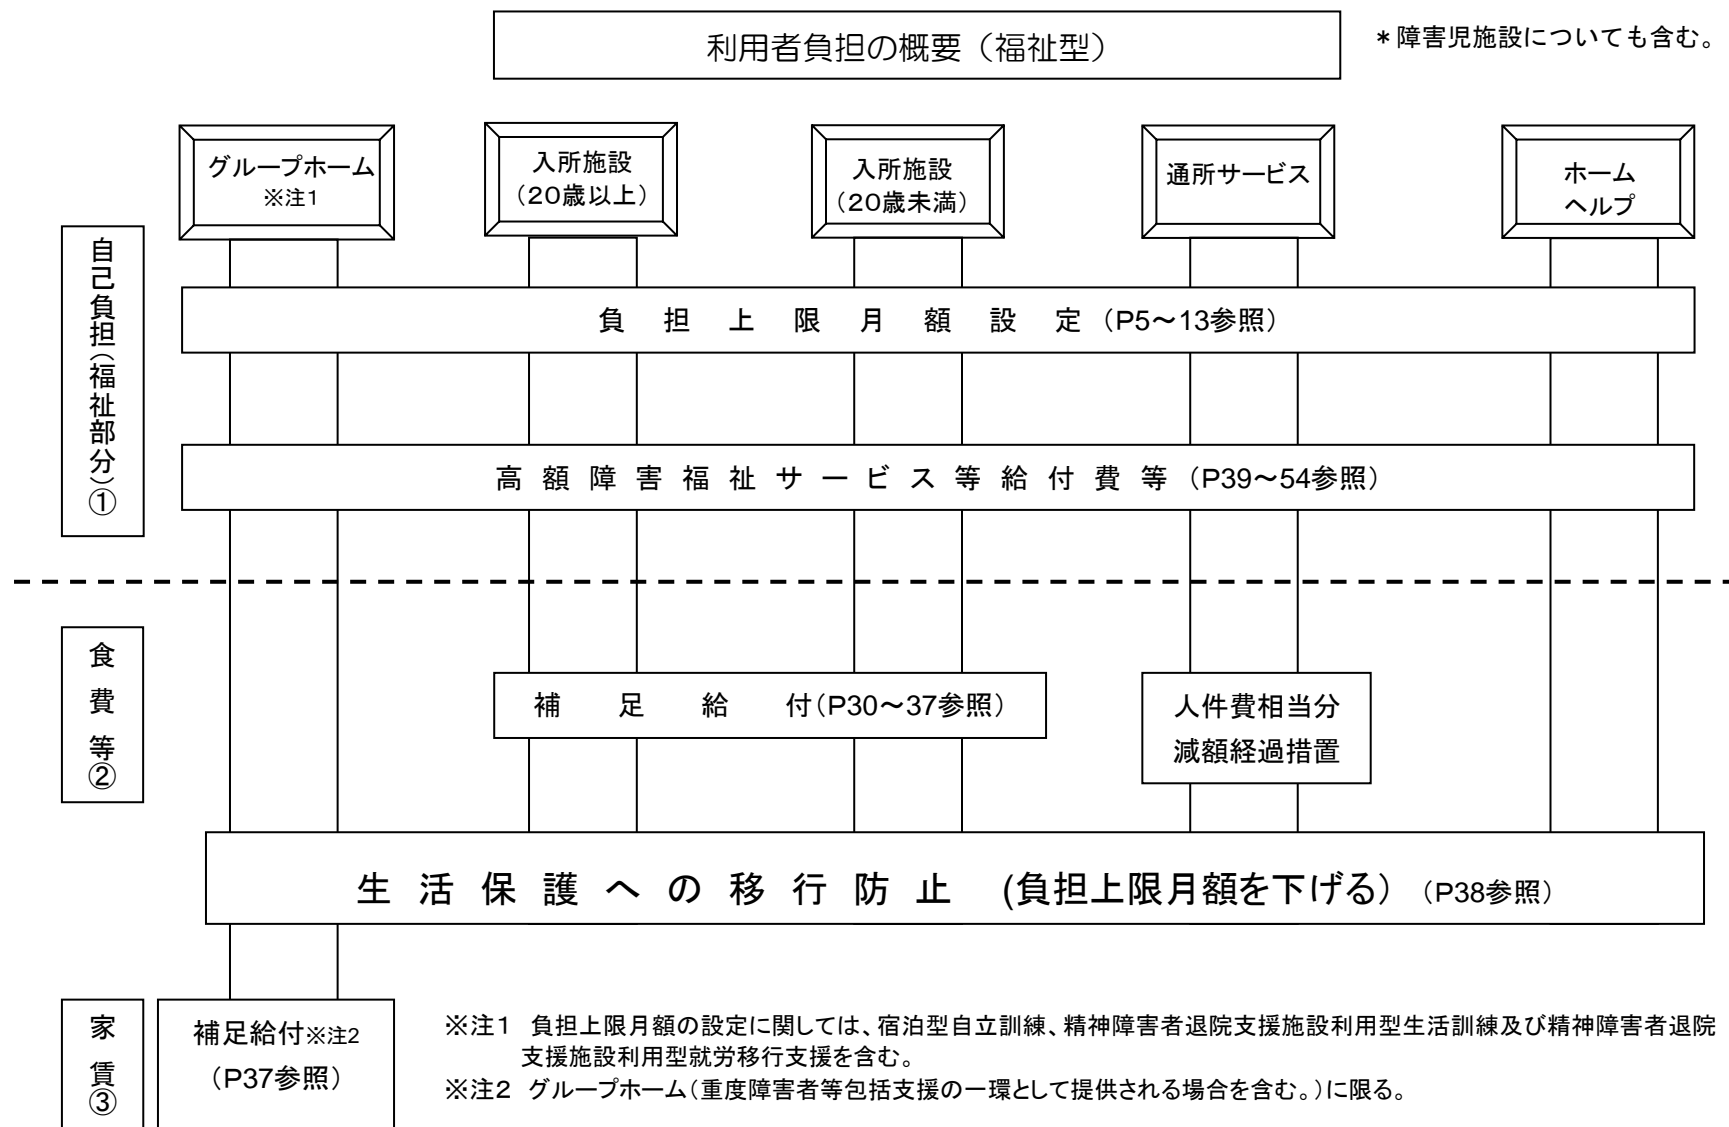 利用者負担の概要（福祉型）
＊障害児施設についても含む。
グループホーム
※注1
入所施設
（20歳以上）
入所施設
（20歳未満）
通所サービス
ホーム
ヘルプ
自己負担（福祉部分）①
負担上限月額設定（P5～13参照）
高額障害福祉サービス等給付費等（P39～54参照）
食費等②
補足給付（P30～37参照）
人件費相当分
減額経過措置
生活保護への移行防止 (負担上限月額を下げる）（P38参照）
家賃③
補足給付※注2
（P37参照）
※注1 負担上限月額の設定に関しては、宿泊型自立訓練、精神障害者退院支援施設利用型生活訓練及び精神障害者退院
支援施設利用型就労移行支援を含む。
※注2 グループホーム（重度障害者等包括支援の一環として提供される場合を含む。）に限る。